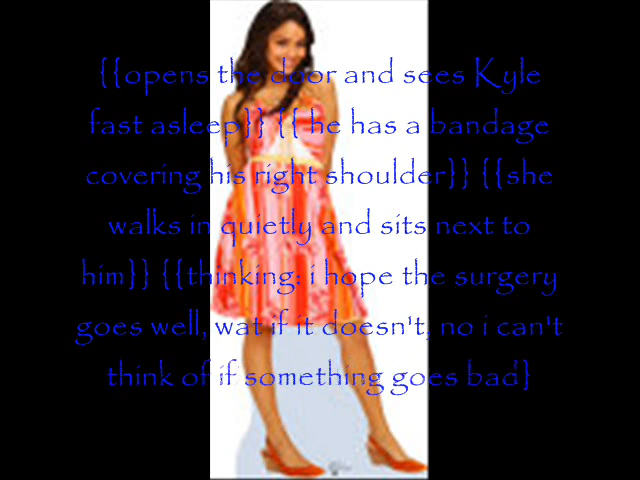 {{opens the door and sees Kyle
fast asleep}} {{ he has a bandage
covering his right shoulder}} {{she
walks in quietly and sits next to
him}} {{thinking: i hope the surgery
goes well, wat if it doesn't, no i can't
think of if something goes bad}